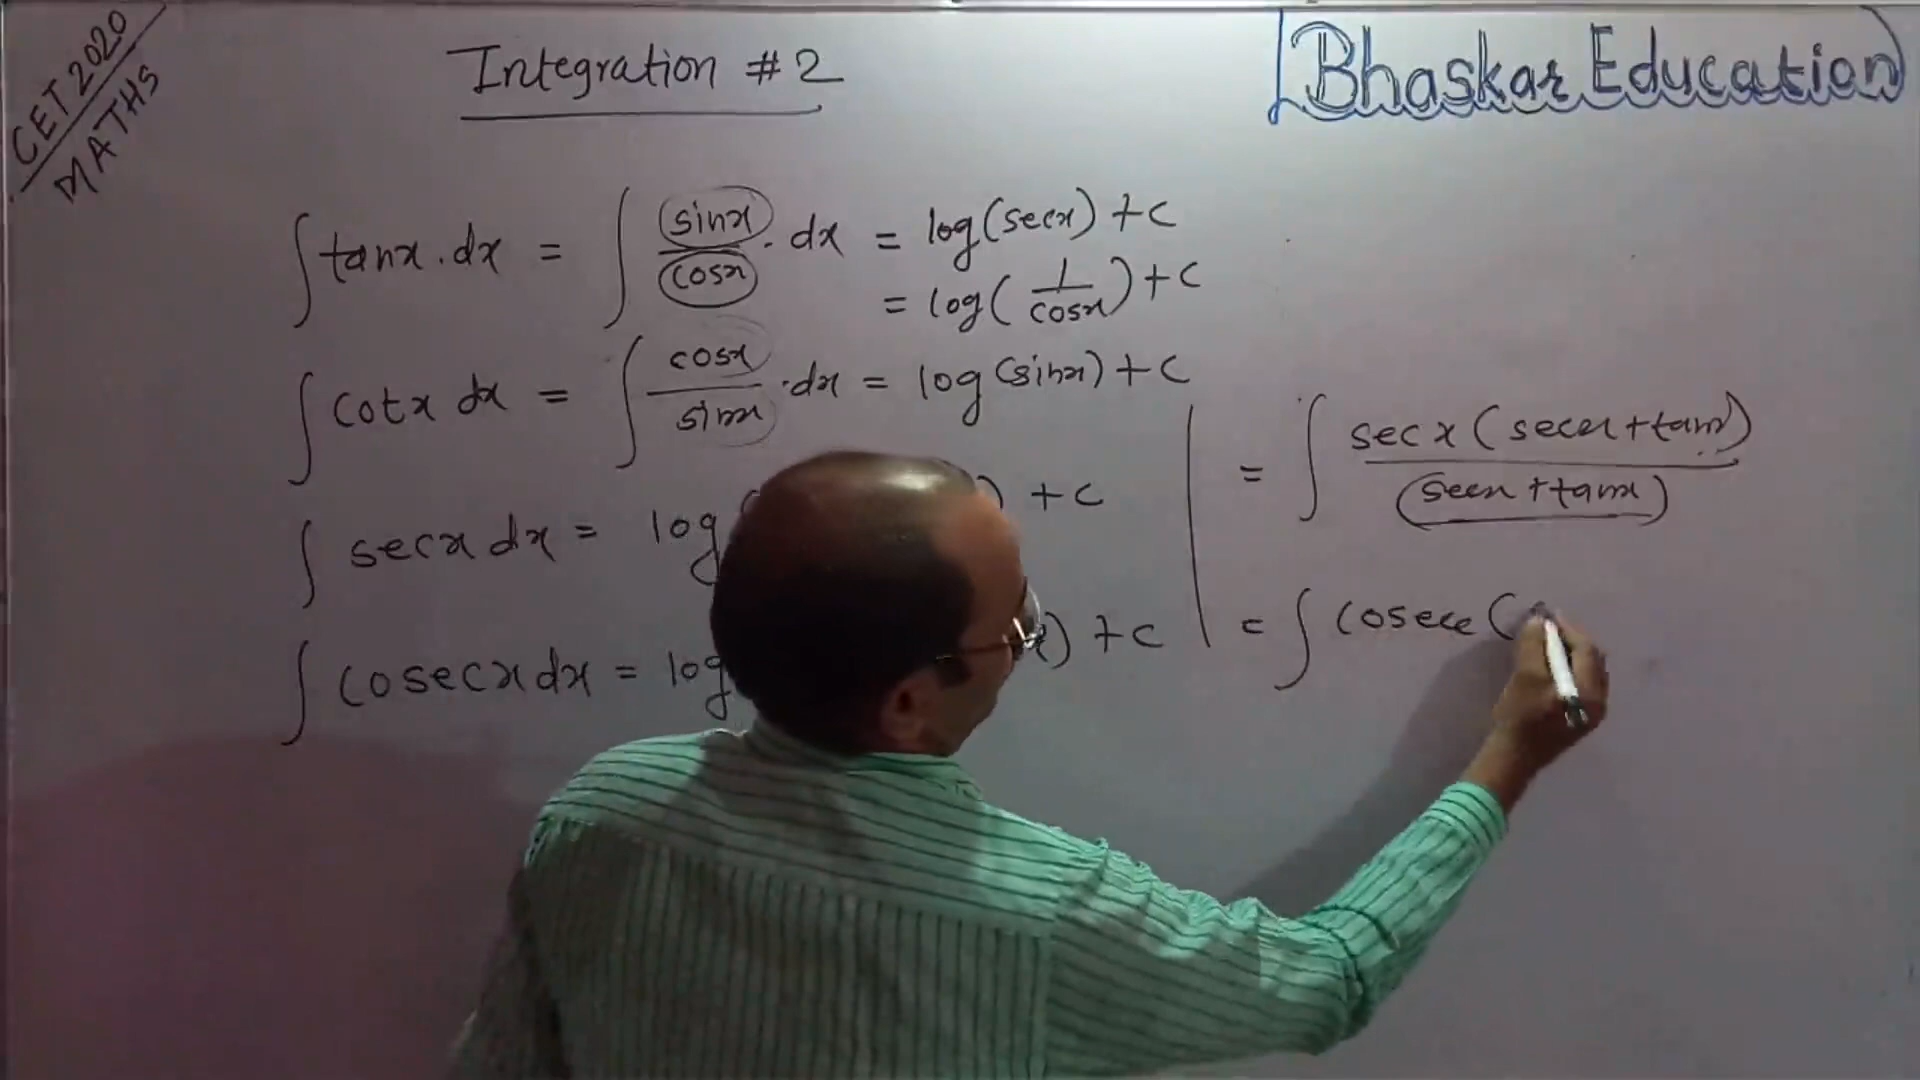 CET 2020
MATHS
Integration #2
Bhaskar Education
∫tanx.dx = ∫ sinx/cosx . dx = log(secx)+c
= log(1/cosx)+c
∫cotx dx = ∫ cosx/sinx .dx = log(sinx)+c
∫ secx dx = log +c
∫ cosecx dx = log x) +c
= ∫ secx(secx+tanx)/(secx+tanx)
= ∫ cosec (